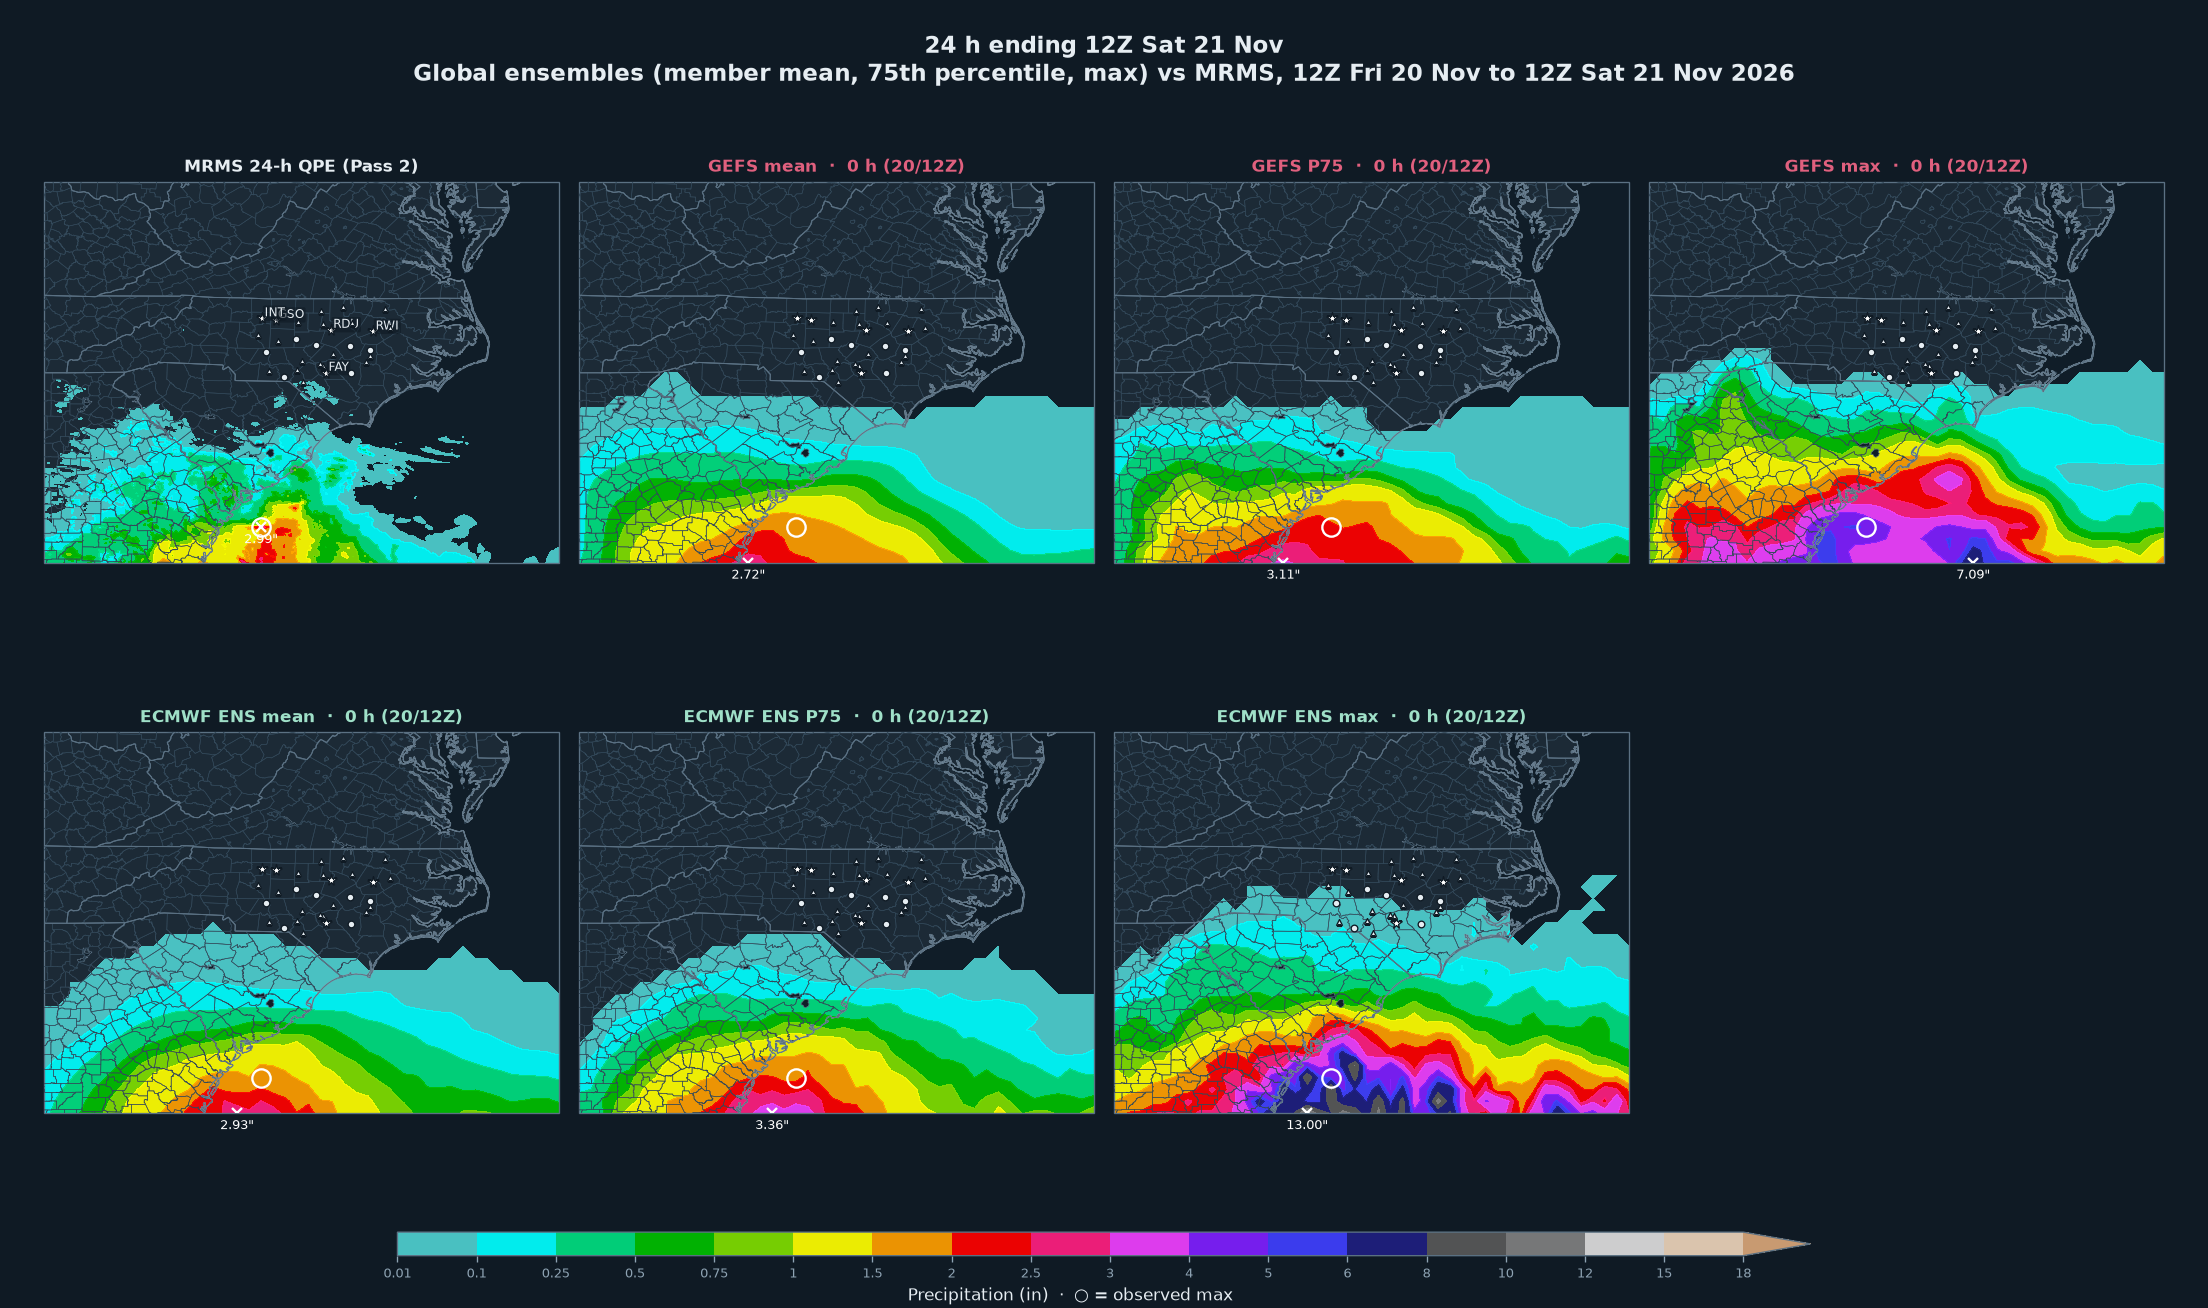 24 h ending 12Z Sat 21 Nov
Global ensembles (member mean, 75th percentile, max) vs MRMS, 12Z Fri 20 Nov to 12Z Sat 21 Nov 2026
MRMS 24-h QPE (Pass 2)
GEFS mean · 0 h (20/12Z)
GEFS P75 · 0 h (20/12Z)
GEFS max · 0 h (20/12Z)
INT
SO
RDU
RWI
FAY
2.99"
2.72"
3.11"
7.09"
ECMWF ENS mean · 0 h (20/12Z)
ECMWF ENS P75 · 0 h (20/12Z)
ECMWF ENS max · 0 h (20/12Z)
2.93"
3.36"
13.00"
0.01 0.1 0.25 0.5 0.75 1 1.5 2 2.5 3 4 5 6 8 10 12 15 18
Precipitation (in) · ○ = observed max